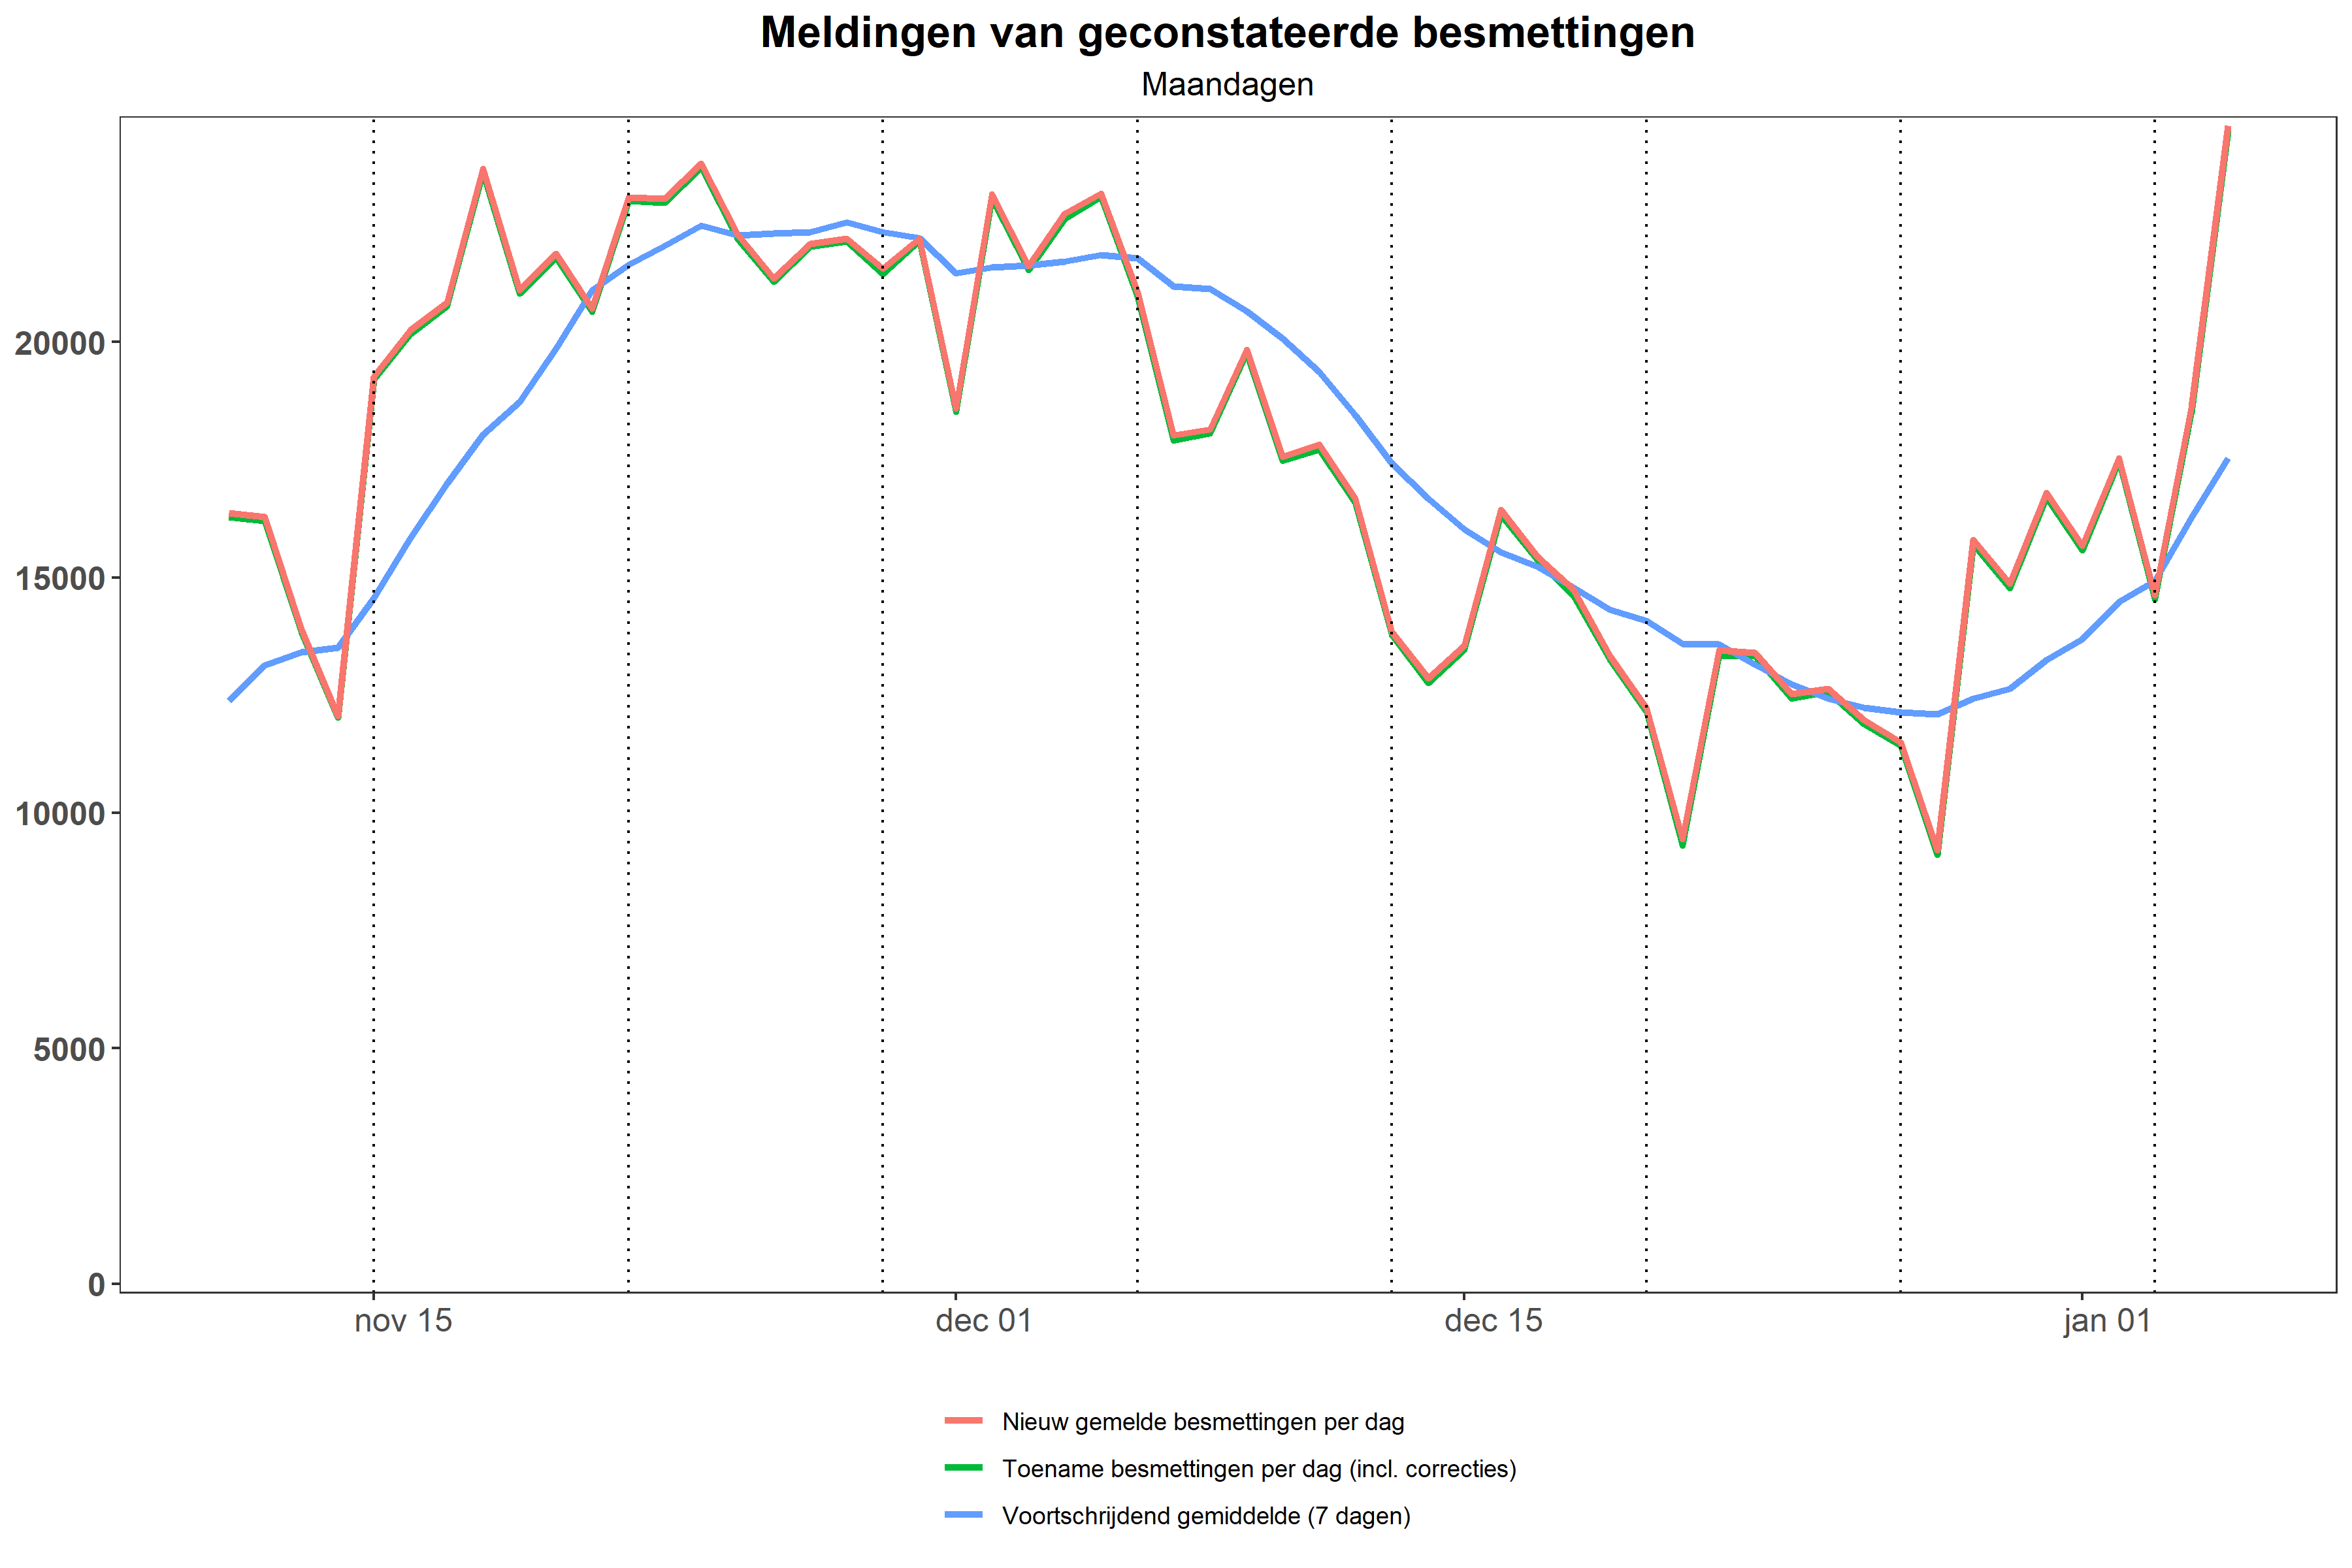 Meldingen van geconstateerde besmettingen
Maandagen
20000
15000
10000
5000
0
nov 15
dec 01
dec 15
jan 01
Nieuw gemelde besmettingen per dag
Toename besmettingen per dag (incl. correcties)
Voortschrijdend gemiddelde (7 dagen)